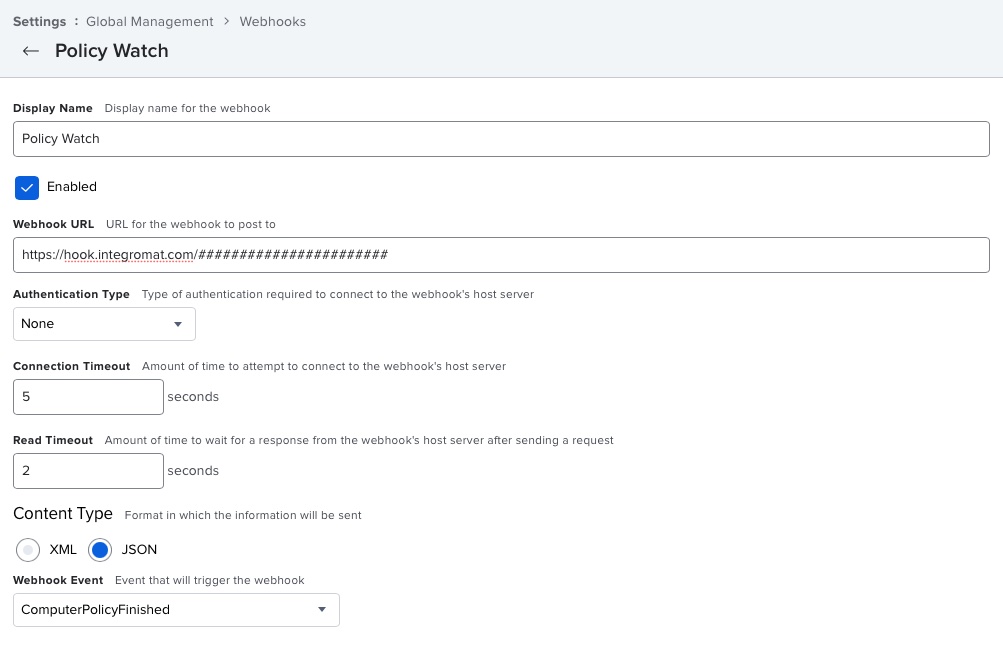 Settings : Global Management > Webhooks
← Policy Watch
Display Name Display name for the webhook
Policy Watch
Enabled
Webhook URL URL for the webhook to post to
https://hook.integromat.com/#######################
Authentication Type Type of authentication required to connect to the webhook's host server
None
Connection Timeout Amount of time to attempt to connect to the webhook's host server
5 seconds
Read Timeout Amount of time to wait for a response from the webhook's host server after sending a request
2 seconds
Content Type Format in which the information will be sent
XML JSON
Webhook Event Event that will trigger the webhook
ComputerPolicyFinished